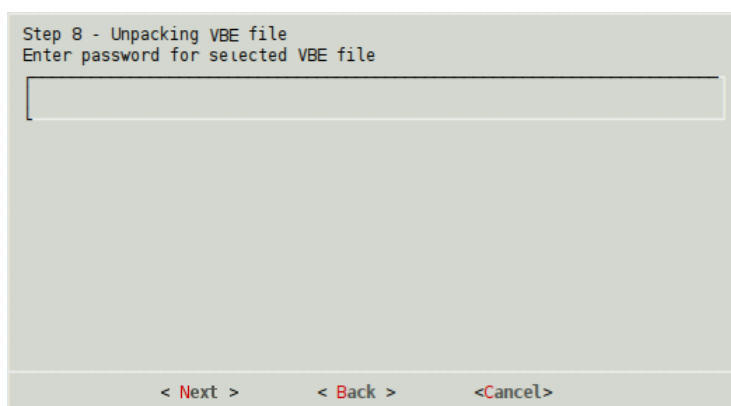 Step 8 - Unpacking VBE file
Enter password for selected VBE file
< Next > < Back > <Cancel>